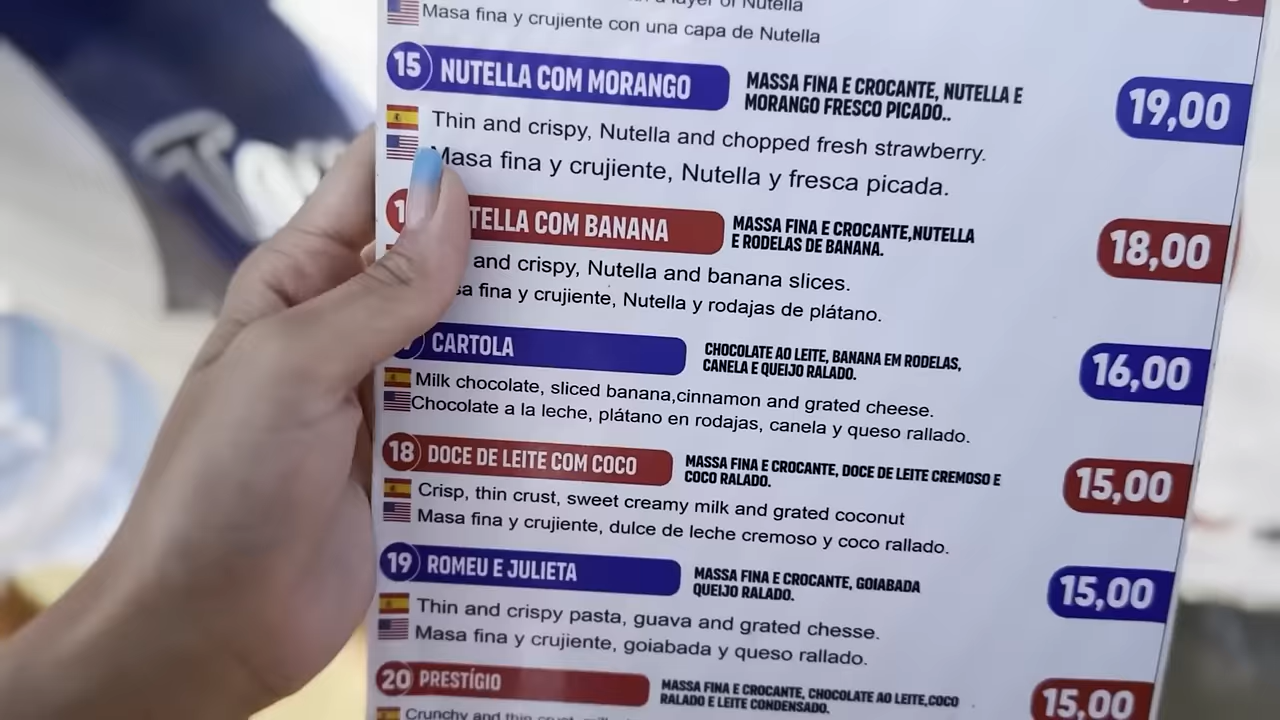 layer of Nutella
Masa fina y crujiente con una capa de Nutella
15 NUTELLA COM MORANGO
MASSA FINA E CROCANTE, NUTELLA E
MORANGO FRESCO PICADO..
19,00
Thin and crispy, Nutella and chopped fresh strawberry.
Masa fina y crujiente, Nutella y fresca picada.
TELLA COM BANANA
MASSA FINA E CROCANTE,NUTELLA
E RODELAS DE BANANA.
18,00
and crispy, Nutella and banana slices.
sa fina y crujiente, Nutella y rodajas de plátano.
CARTOLA
CHOCOLATE AO LEITE, BANANA EM RODELAS,
CANELA E QUEIJO RALADO.
16,00
Milk chocolate, sliced banana,cinnamon and grated cheese.
Chocolate a la leche, plátano en rodajas, canela y queso rallado.
18 DOCE DE LEITE COM COCO
MASSA FINA E CROCANTE, DOCE DE LEITE CREMOSO E
COCO RALADO.
15,00
Crisp, thin crust, sweet creamy milk and grated coconut
Masa fina y crujiente, dulce de leche cremoso y coco rallado.
19 ROMEU E JULIETA
MASSA FINA E CROCANTE, GOIABADA
QUEIJO RALADO.
15,00
Thin and crispy pasta, guava and grated chesse.
Masa fina y crujiente, goiabada y queso rallado.
20 PRESTÍGIO
MASSA FINA E CROCANTE, CHOCOLATE AO LEITE,COCO
RALADO E LEITE CONDENSADO.
15,00
Crunchy and thin crust,